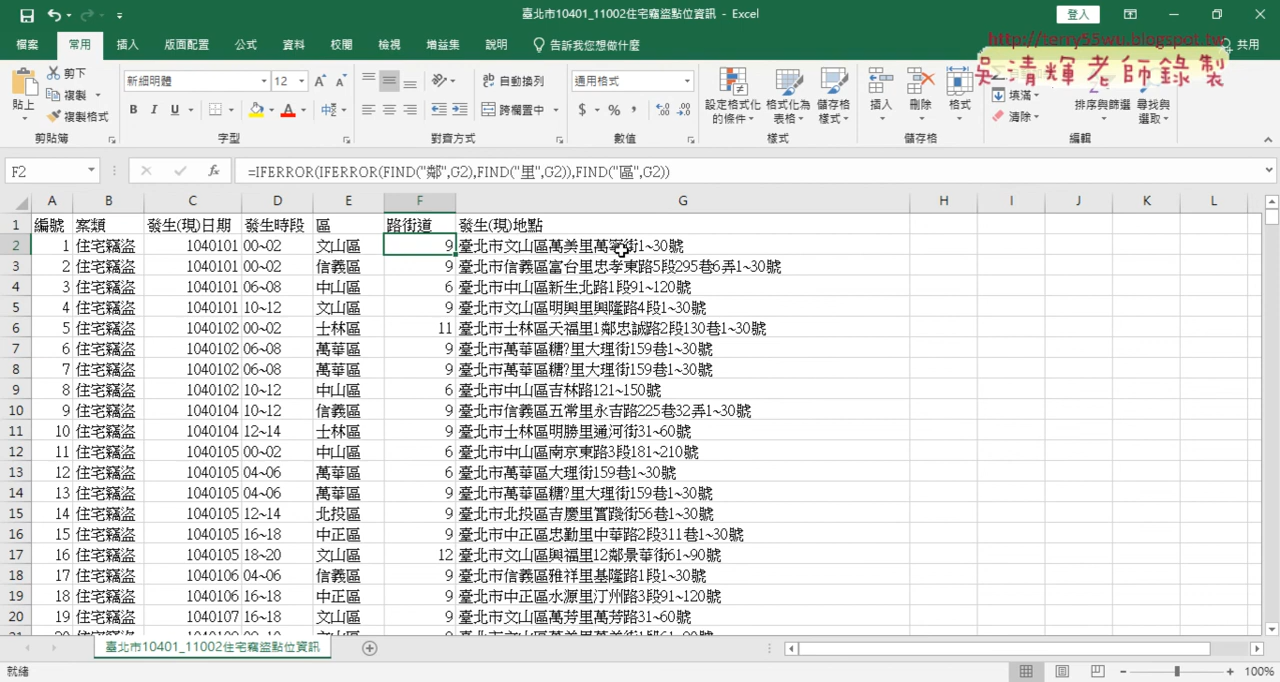 臺北市10401_11002住宅竊盜點位資訊 - Excel
登入
http://terry55wu.blogspot.tw
吳清輝老師錄製
檔案 常用 插入 版面配置 公式 資料 校閱 檢視 增益集 說明 告訴我您想做什麼 共用
貼上 剪下 複製 複製格式 剪貼簿
新細明體 12 B I U 中 字型
自動換列 跨欄置中 對齊方式
通用格式 $ % , 數值
設定格式化的條件 格式化為表格 儲存格樣式 樣式
插入 刪除 格式 儲存格
填滿 清除 排序與篩選 尋找與選取 編輯
F2 fx =IFERROR(IFERROR(FIND("鄰",G2),FIND("里",G2)),FIND("區",G2))
A B C D E F G H I J K L
1 編號 案類 發生(現)日期 發生時段 區 路街道 發生(現)地點
2 1 住宅竊盜 1040101 00~02 文山區 9 臺北市文山區萬美里萬寧街1~30號
3 2 住宅竊盜 1040101 00~02 信義區 9 臺北市信義區富台里忠孝東路5段295巷6弄1~30號
4 3 住宅竊盜 1040101 06~08 中山區 6 臺北市中山區新生北路1段91~120號
5 4 住宅竊盜 1040101 10~12 文山區 9 臺北市文山區明興里興隆路4段1~30號
6 5 住宅竊盜 1040102 00~02 士林區 11 臺北市士林區天福里1鄰忠誠路2段130巷1~30號
7 6 住宅竊盜 1040102 06~08 萬華區 9 臺北市萬華區糖?里大理街159巷1~30號
8 7 住宅竊盜 1040102 06~08 萬華區 9 臺北市萬華區糖?里大理街159巷1~30號
9 8 住宅竊盜 1040102 10~12 中山區 6 臺北市中山區吉林路121~150號
10 9 住宅竊盜 1040104 10~12 信義區 9 臺北市信義區五常里永吉路225巷32弄1~30號
11 10 住宅竊盜 1040104 12~14 士林區 9 臺北市士林區明勝里通河街31~60號
12 11 住宅竊盜 1040105 00~02 中山區 6 臺北市中山區南京東路3段181~210號
13 12 住宅竊盜 1040105 04~06 萬華區 6 臺北市萬華區大理街159巷1~30號
14 13 住宅竊盜 1040105 04~06 萬華區 9 臺北市萬華區糖?里大理街159巷1~30號
15 14 住宅竊盜 1040105 12~14 北投區 9 臺北市北投區吉慶里實踐街56巷1~30號
16 15 住宅竊盜 1040105 16~18 中正區 9 臺北市中正區忠勤里中華路2段311巷1~30號
17 16 住宅竊盜 1040105 18~20 文山區 12 臺北市文山區興福里12鄰景華街61~90號
18 17 住宅竊盜 1040106 04~06 信義區 9 臺北市信義區雅祥里基隆路1段1~30號
19 18 住宅竊盜 1040106 16~18 中正區 9 臺北市中正區水源里汀州路3段91~120號
20 19 住宅竊盜 1040107 16~18 文山區 9 臺北市文山區萬芳里萬芳路31~60號
臺北市10401_11002住宅竊盜點位資訊
就緒 100%